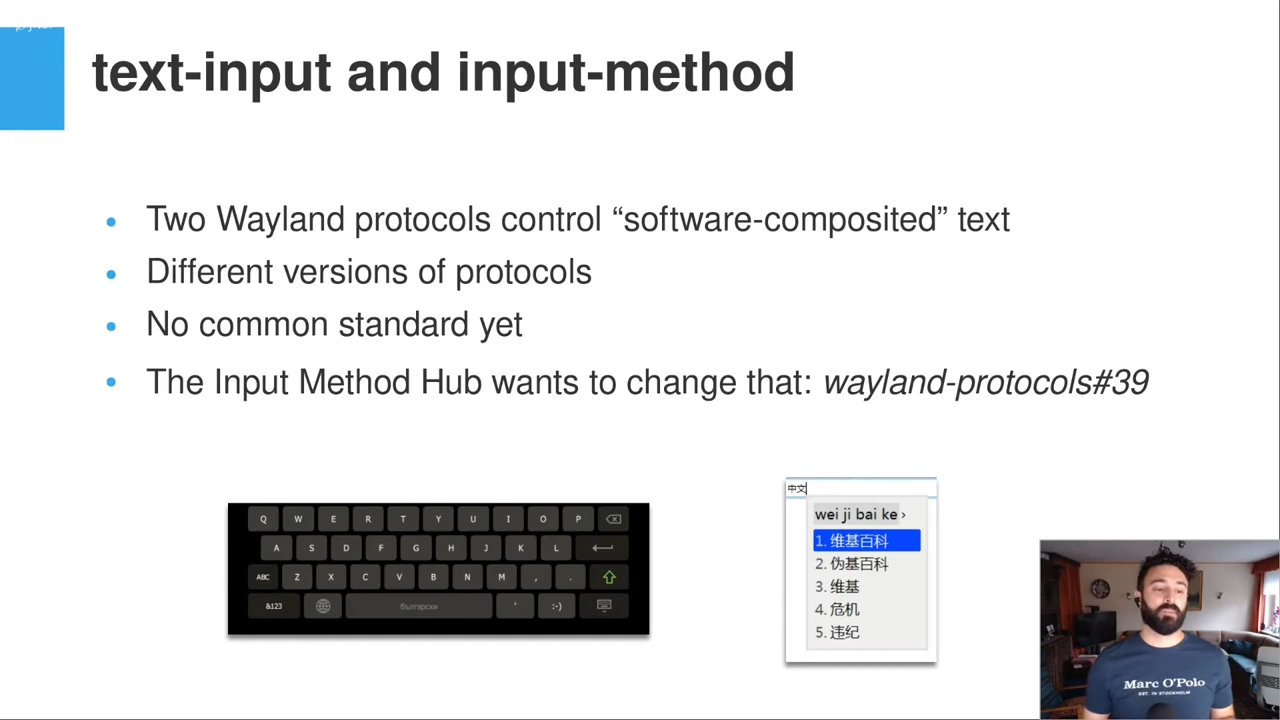 text-input and input-method
Two Wayland protocols control “software-composited” text
Different versions of protocols
No common standard yet
The Input Method Hub wants to change that: wayland-protocols#39
Q W E R T Y U I O P
A S D F G H J K L
ABC Z X C V B N M , .
&123 български ' :-)
中文
wei ji bai ke ›
1. 维基百科
2. 伪基百科
3. 维基
4. 危机
5. 违纪
Marc O'Polo
EST. IN STOCKHOLM